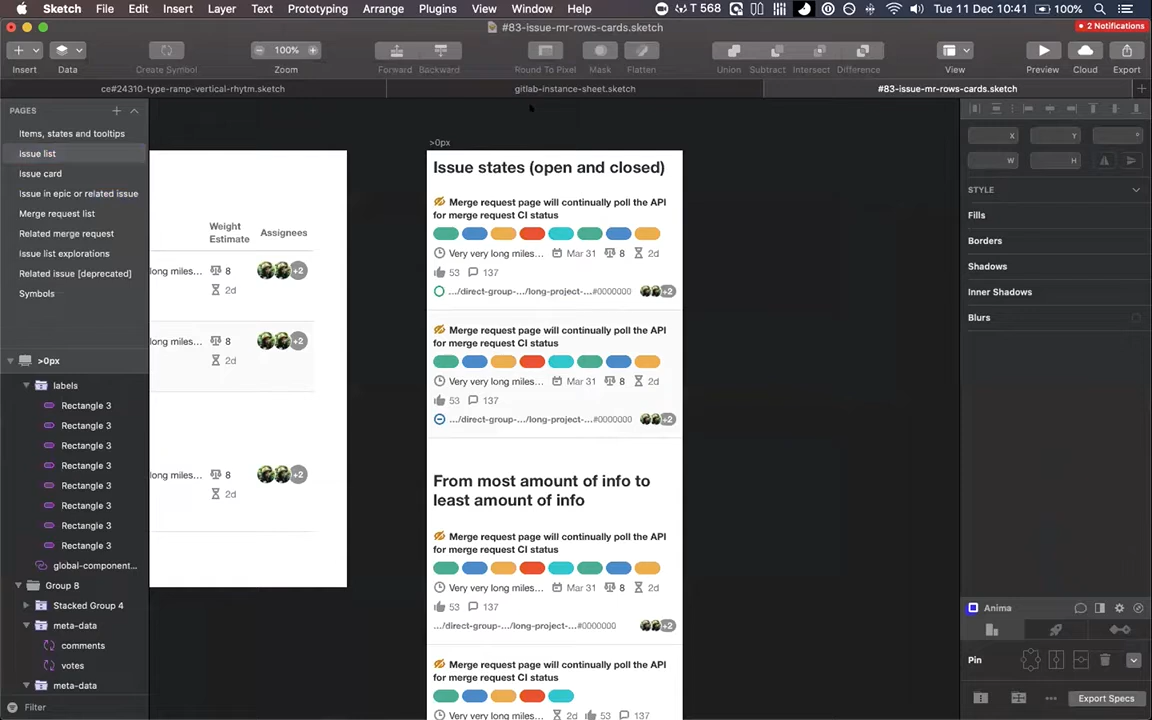 Sketch File Edit Insert Layer Text Prototyping Arrange Plugins View Window Help T 568 Tue 11 Dec 10:41 100%
#83-issue-mr-rows-cards.sketch
2 Notifications
100%
Insert Data Create Symbol Zoom Forward Backward Round To Pixel Mask Flatten Union Subtract Intersect Difference View Preview Cloud Export
ce#24310-type-ramp-vertical-rhytm.sketch gitlab-instance-sheet.sketch #83-issue-mr-rows-cards.sketch
PAGES
Items, states and tooltips
Issue list
Issue card
Issue in epic or related issue
Merge request list
Related merge request
Issue list explorations
Related issue [deprecated]
Symbols
>0px
labels
Rectangle 3
Rectangle 3
Rectangle 3
Rectangle 3
Rectangle 3
Rectangle 3
Rectangle 3
Rectangle 3
global-component...
Group 8
Stacked Group 4
meta-data
comments
votes
meta-data
Filter
Weight
Estimate
Assignees
long miles... 8 +2
2d
long miles... 8 +2
2d
long miles... 8 +2
2d
>0px
Issue states (open and closed)
Merge request page will continually poll the API
for merge request CI status
Very very long miles... Mar 31 8 2d
53 137
.../direct-group-.../long-project-...#0000000 +2
Merge request page will continually poll the API
for merge request CI status
Very very long miles... Mar 31 8 2d
53 137
.../direct-group-.../long-project-...#0000000 +2
From most amount of info to
least amount of info
Merge request page will continually poll the API
for merge request CI status
Very very long miles... Mar 31 8 2d
53 137
.../direct-group-.../long-project-...#0000000 +2
Merge request page will continually poll the API
for merge request CI status
Very very long miles... 2d 53 137
X Y °
W H
STYLE
Fills
Borders
Shadows
Inner Shadows
Blurs
Anima
Pin
Export Specs